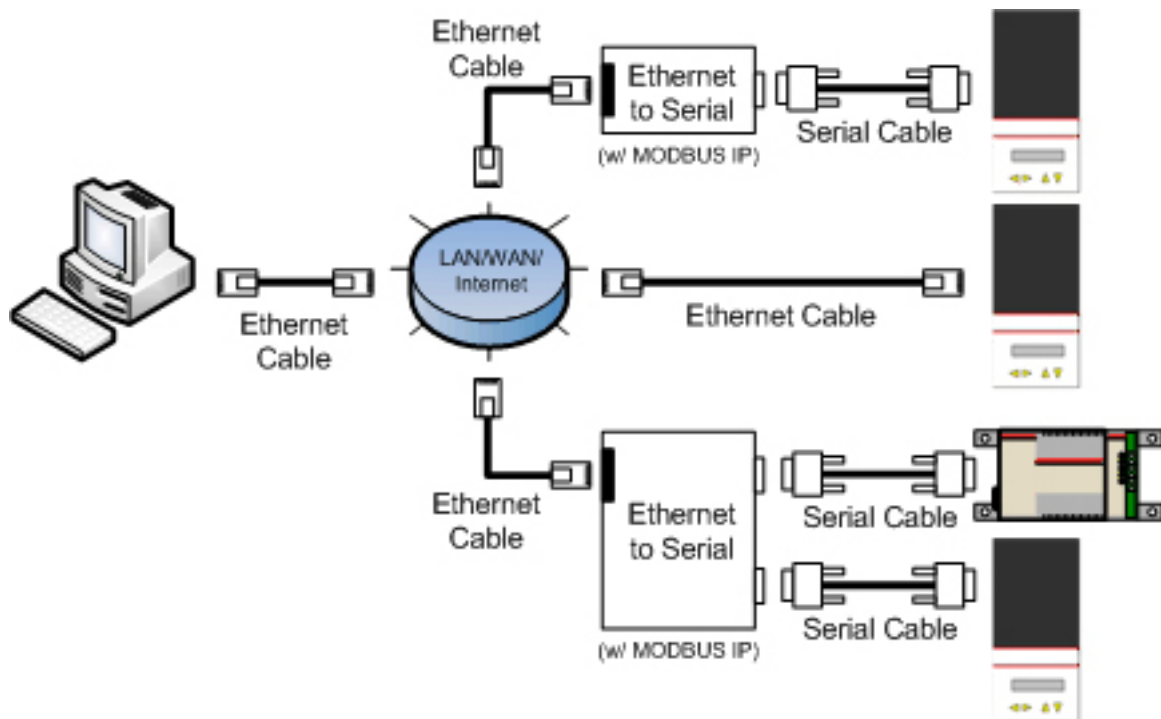 Ethernet
Cable
Ethernet
to Serial
(w/ MODBUS IP)
Serial Cable
LAN/WAN/
Internet
Ethernet
Cable
Ethernet Cable
Ethernet
Cable
Ethernet
to Serial
(w/ MODBUS IP)
Serial Cable
Serial Cable